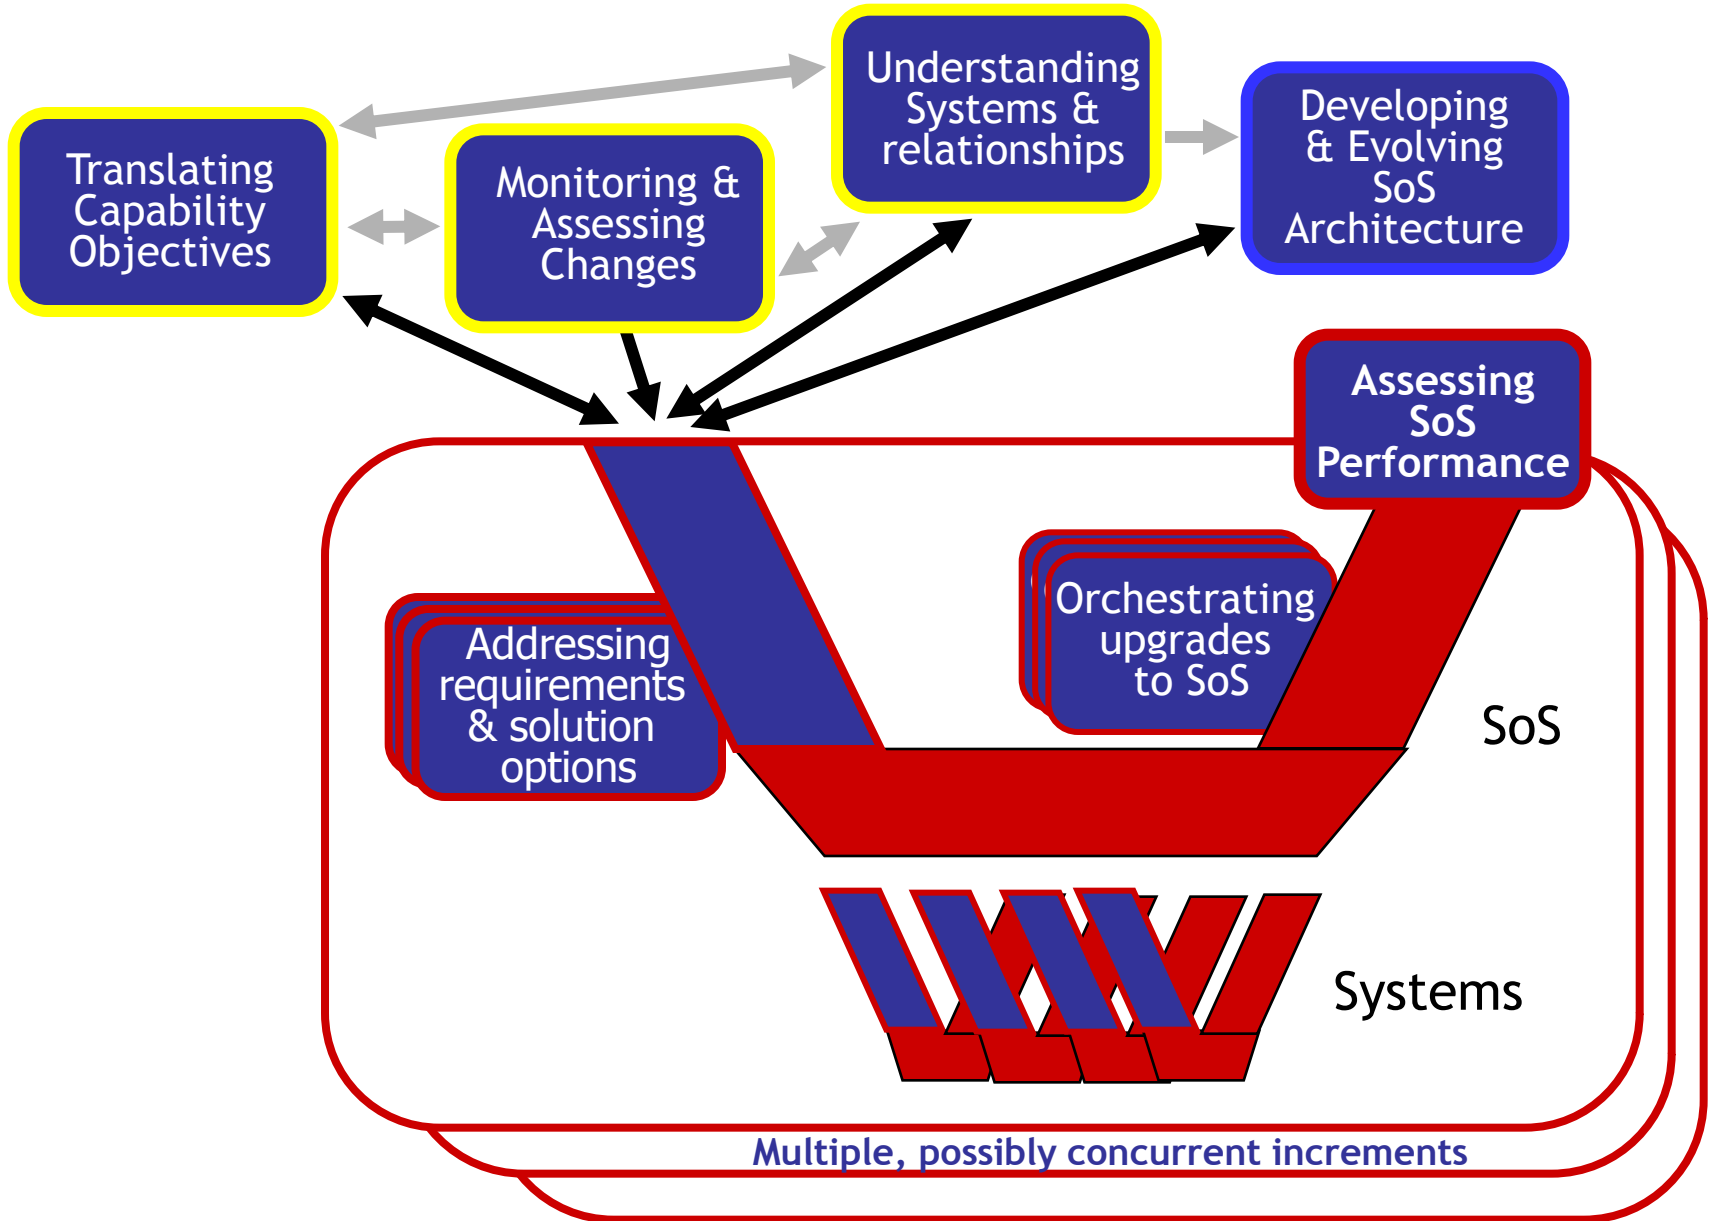 Translating
Capability
Objectives
Monitoring &
Assessing
Changes
Understanding
Systems &
relationships
Developing
& Evolving
SoS
Architecture
Assessing
SoS
Performance
Addressing
requirements
& solution
options
Orchestrating
upgrades
to SoS
SoS
Systems
Multiple, possibly concurrent increments